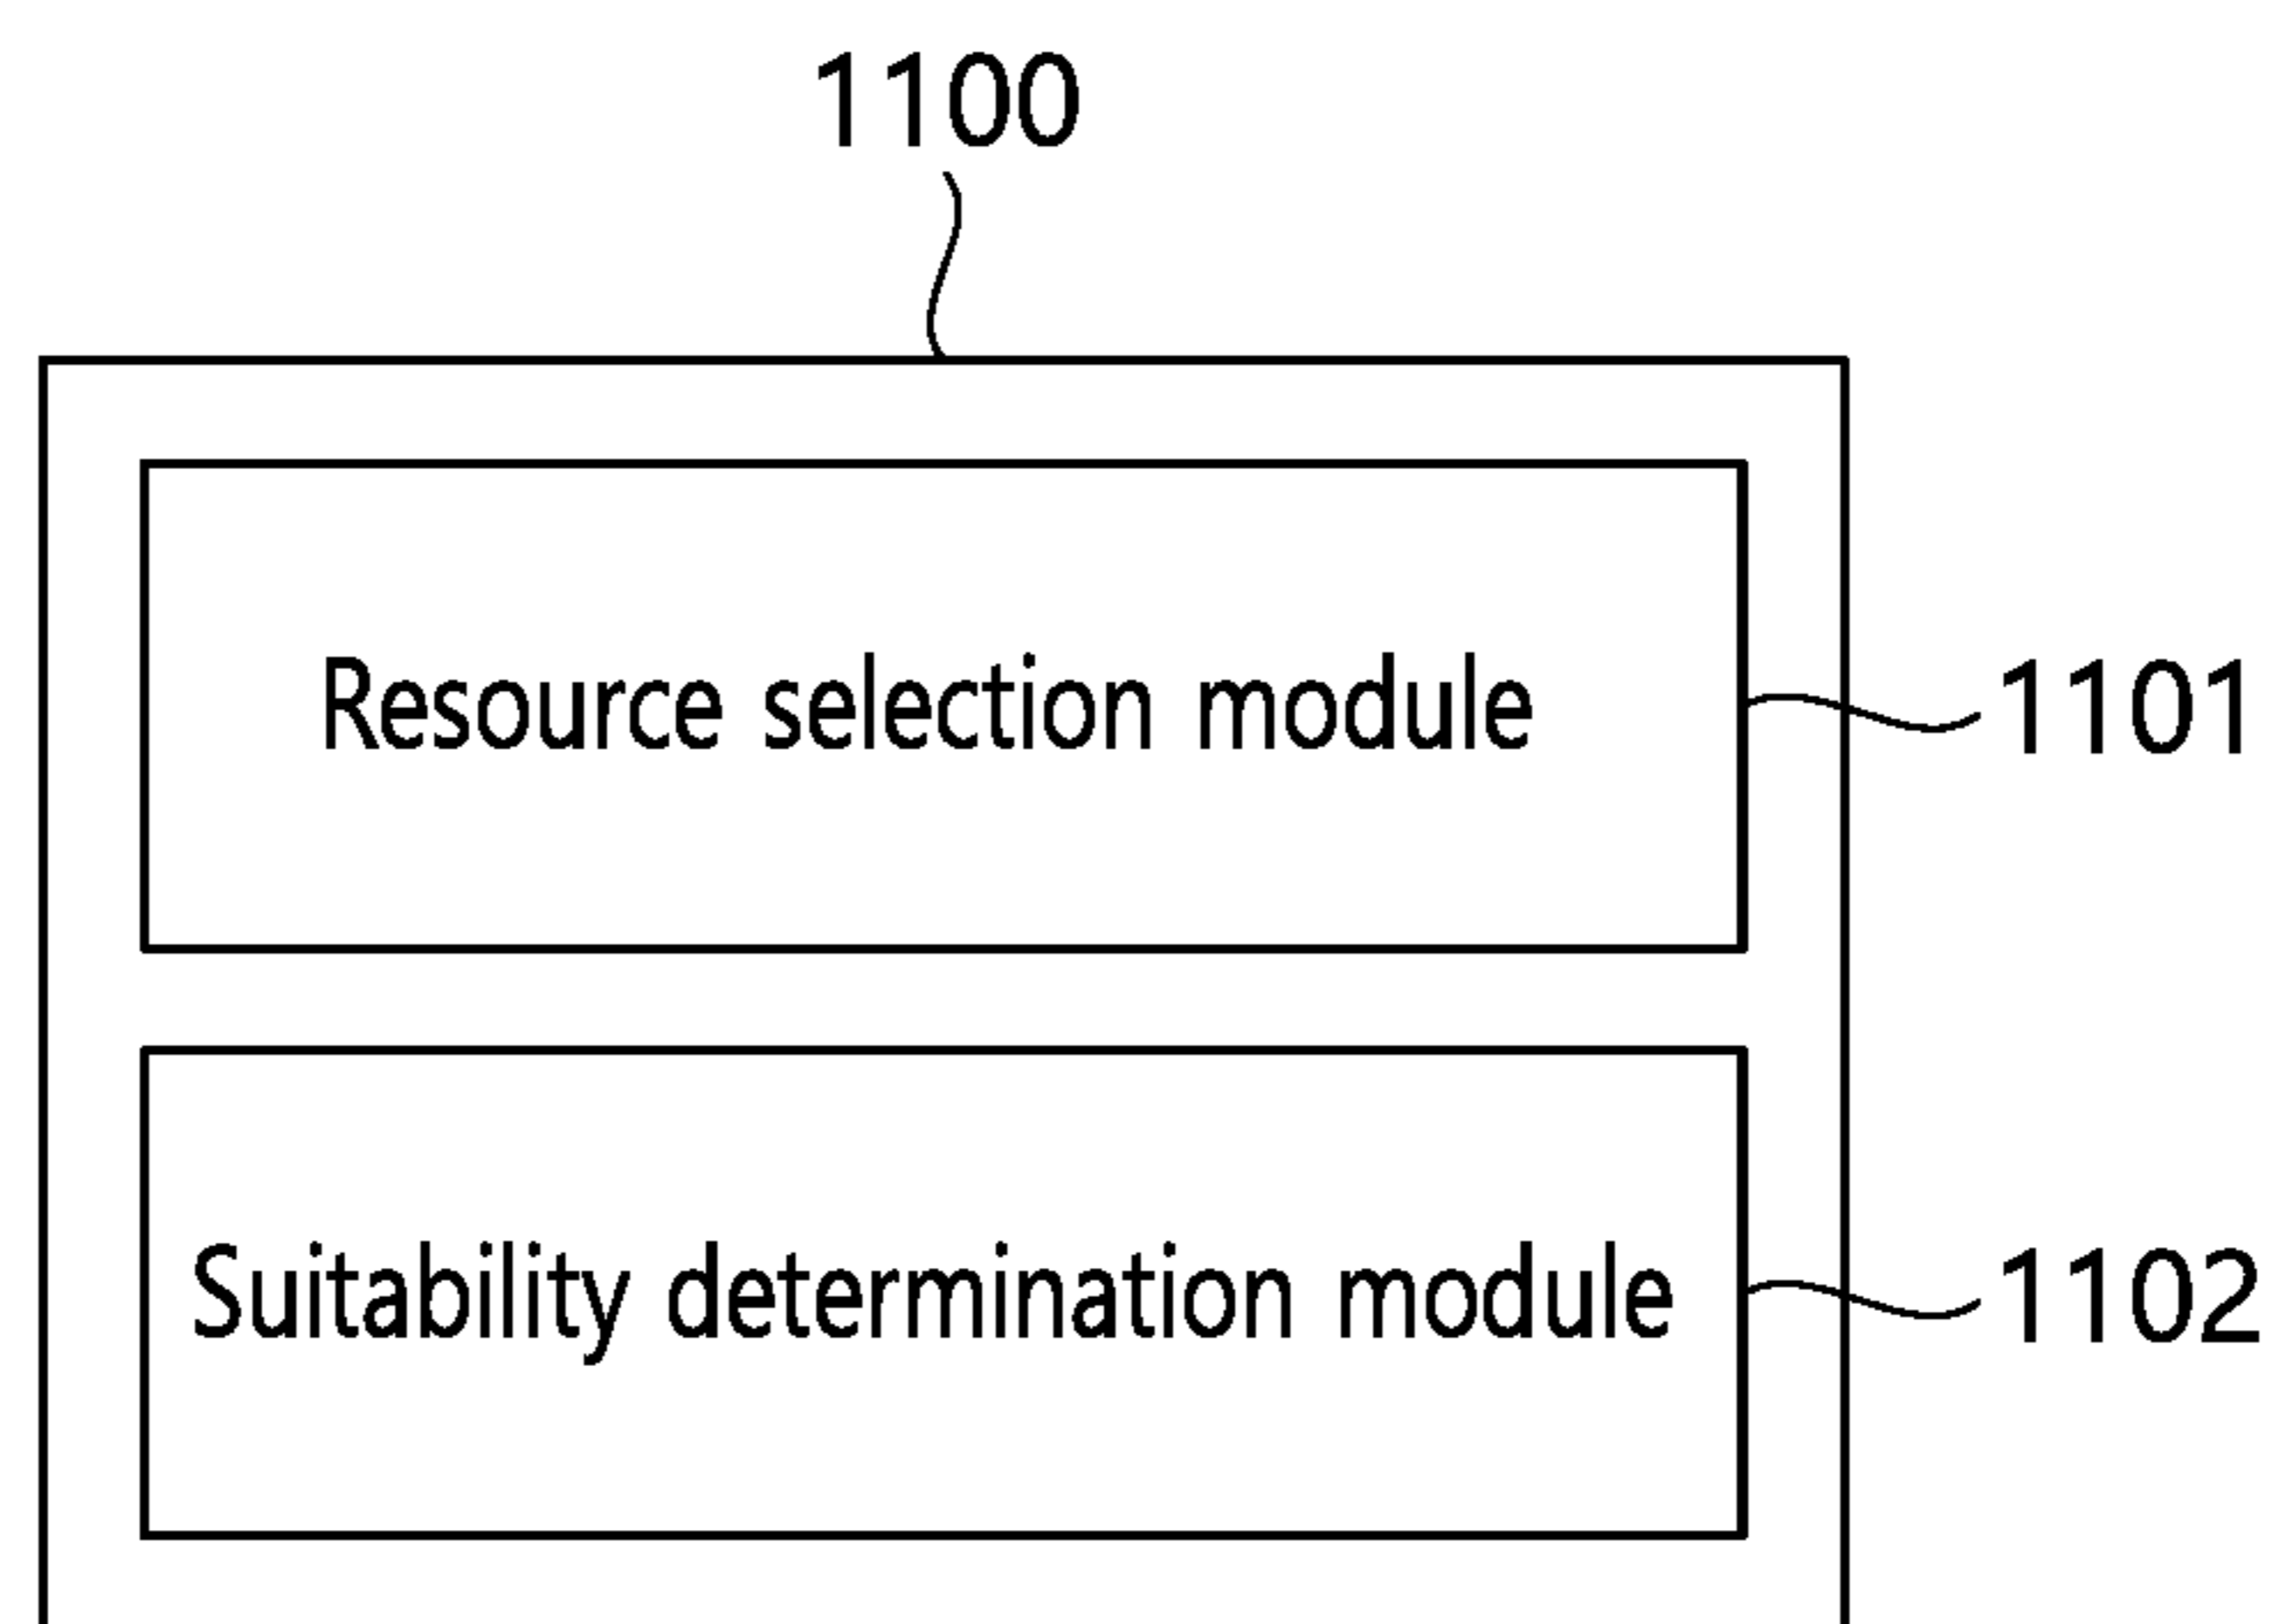 1100
Resource selection module
1101
Suitability determination module
1102